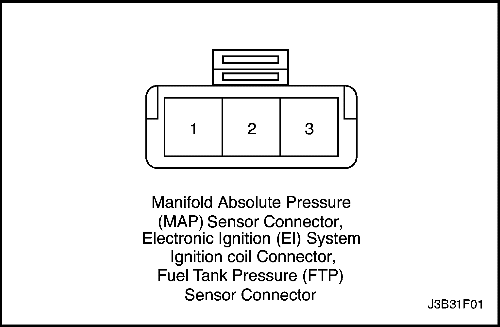 1 2 3
Manifold Absolute Pressure
(MAP) Sensor Connector,
Electronic Ignition (EI) System
Ignition coil Connector,
Fuel Tank Pressure (FTP)
Sensor Connector
J3B31F01